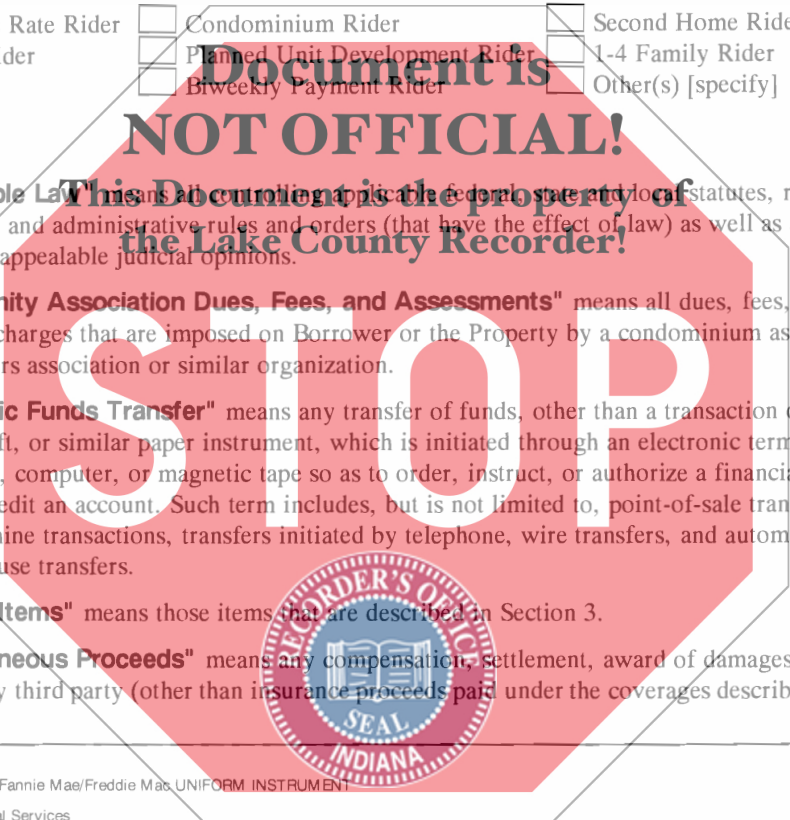 Rate Rider Condominium Rider Second Home Ride
der Planned Unit Development Rider 1-4 Family Rider
Biweekly Payment Rider Other(s) [specify]
Document is
NOT OFFICIAL!
This Document is the property of
the Lake County Recorder!
ble Law" means all controlling applicable federal, state and local statutes, r
and administrative rules and orders (that have the effect of law) as well as
appealable judicial opinions.
nity Association Dues, Fees, and Assessments" means all dues, fees,
charges that are imposed on Borrower or the Property by a condominium as
rs association or similar organization.
STOP
ic Funds Transfer" means any transfer of funds, other than a transaction
ft, or similar paper instrument, which is initiated through an electronic term
, computer, or magnetic tape so as to order, instruct, or authorize a financia
edit an account. Such term includes, but is not limited to, point-of-sale tran
ine transactions, transfers initiated by telephone, wire transfers, and autom
use transfers.
Items" means those items that are described in Section 3.
neous Proceeds" means any compensation, settlement, award of damages
y third party (other than insurance proceeds paid under the coverages describ
RECORDER'S OFFICE
SEAL
INDIANA
Fannie Mae/Freddie Mac UNIFORM INSTRUMENT
al Services